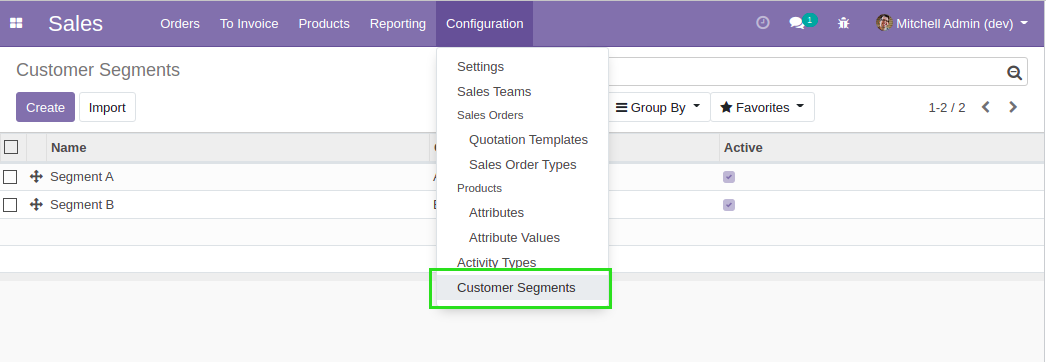 Sales Orders To Invoice Products Reporting Configuration 1 Mitchell Admin (dev)
Customer Segments
Create Import
Group By Favorites 1-2 / 2
Name Active
Segment A
Segment B
Settings
Sales Teams
Sales Orders
Quotation Templates
Sales Order Types
Products
Attributes
Attribute Values
Activity Types
Customer Segments